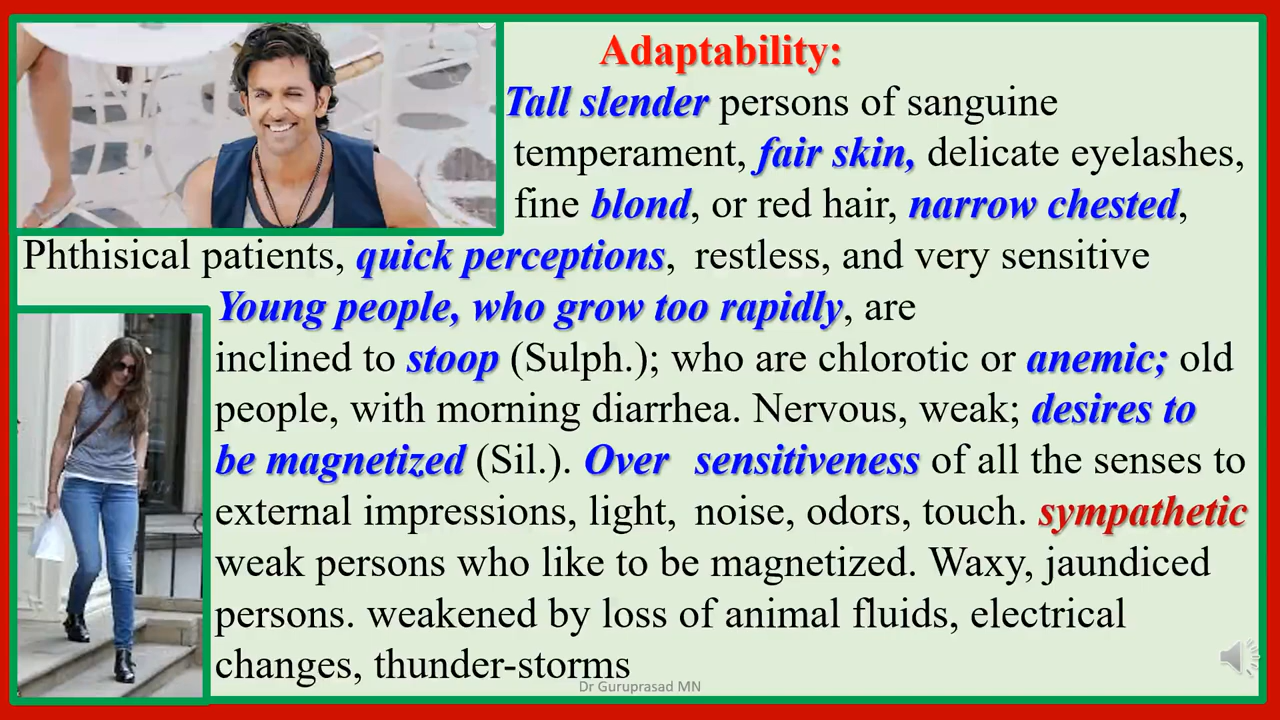 Adaptability:
Tall slender persons of sanguine
temperament, fair skin, delicate eyelashes,
fine blond, or red hair, narrow chested,
Phthisical patients, quick perceptions, restless, and very sensitive
Young people, who grow too rapidly, are
inclined to stoop (Sulph.); who are chlorotic or anemic; old
people, with morning diarrhea. Nervous, weak; desires to
be magnetized (Sil.). Over sensitiveness of all the senses to
external impressions, light, noise, odors, touch. sympathetic
weak persons who like to be magnetized. Waxy, jaundiced
persons. weakened by loss of animal fluids, electrical
changes, thunder-storms
Dr Guruprasad MN